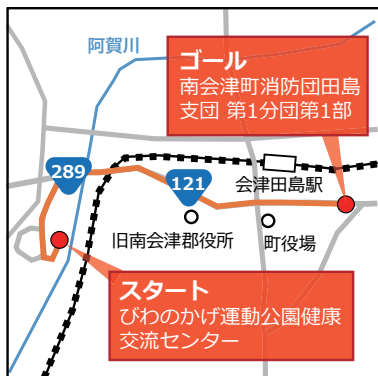 阿賀川
ゴール
南会津町消防団田島
支団 第1分団第1部
289
121
会津田島駅
旧南会津郡役所
町役場
スタート
びわのかげ運動公園健康
交流センター